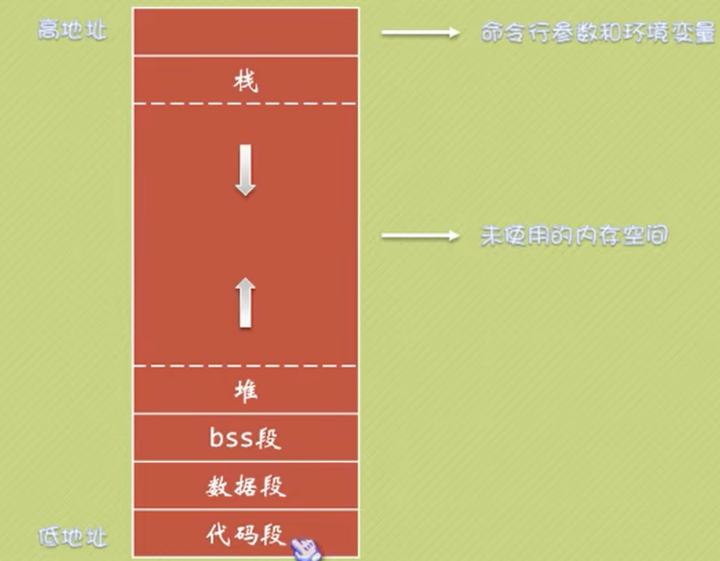 高地址
命令行参数和环境变量
栈
未使用的内存空间
堆
bss段
数据段
代码段
低地址